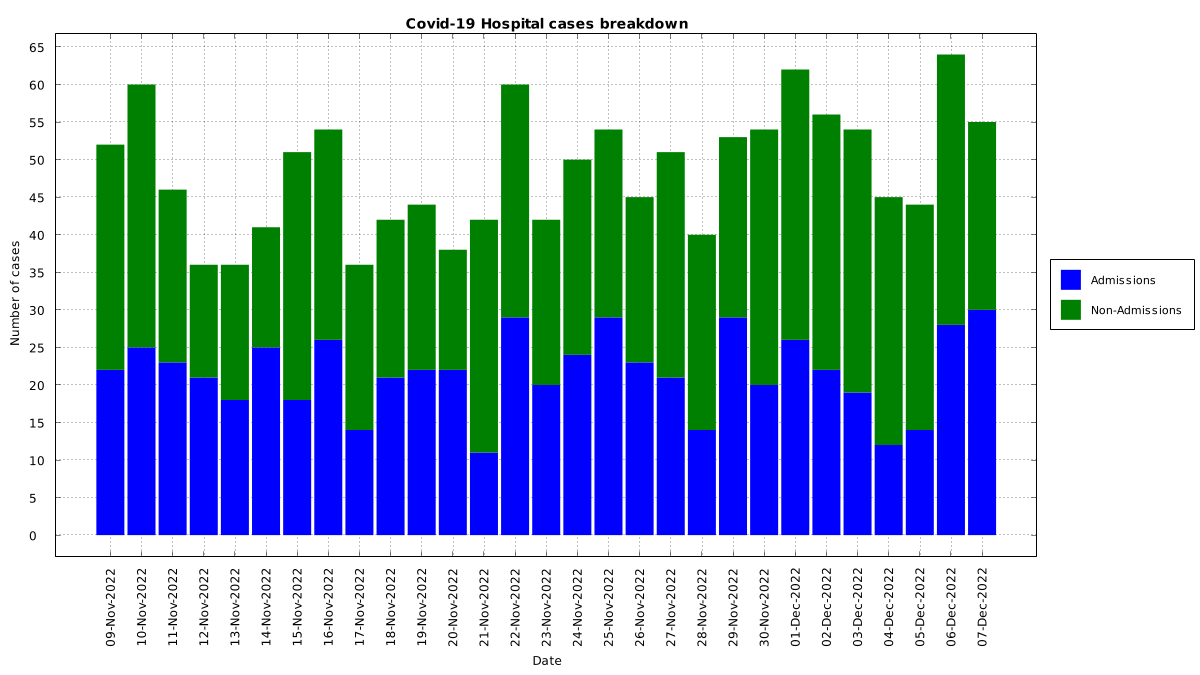 Covid-19 Hospital cases breakdown
65
60
55
50
45
40
35
30
25
20
15
10
5
0
Number of cases
09-Nov-2022
10-Nov-2022
11-Nov-2022
12-Nov-2022
13-Nov-2022
14-Nov-2022
15-Nov-2022
16-Nov-2022
17-Nov-2022
18-Nov-2022
19-Nov-2022
20-Nov-2022
21-Nov-2022
22-Nov-2022
23-Nov-2022
24-Nov-2022
25-Nov-2022
26-Nov-2022
27-Nov-2022
28-Nov-2022
29-Nov-2022
30-Nov-2022
01-Dec-2022
02-Dec-2022
03-Dec-2022
04-Dec-2022
05-Dec-2022
06-Dec-2022
07-Dec-2022
Date
Admissions
Non-Admissions